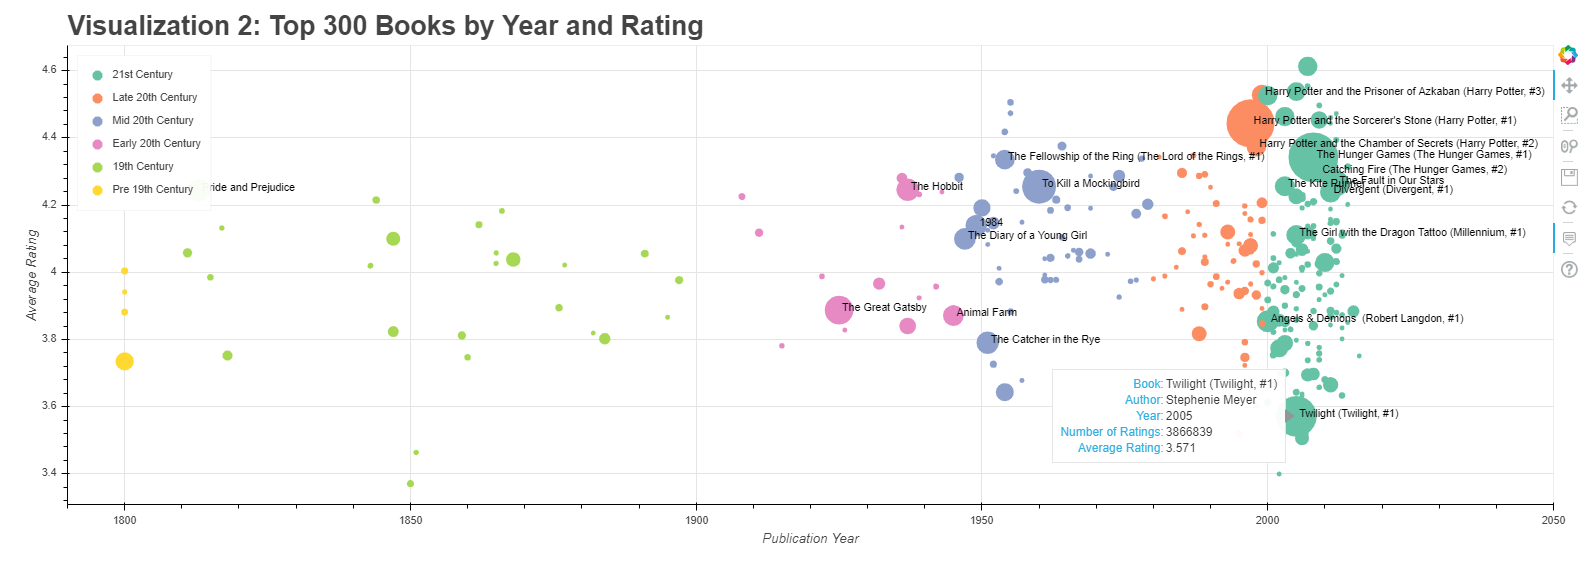 Visualization 2: Top 300 Books by Year and Rating
21st Century
Late 20th Century
Mid 20th Century
Early 20th Century
19th Century
Pre 19th Century
Average Rating
4.6
4.4
4.2
4
3.8
3.6
3.4
Pride and Prejudice
Harry Potter and the Prisoner of Azkaban (Harry Potter, #3)
Harry Potter and the Sorcerer's Stone (Harry Potter, #1)
Harry Potter and the Chamber of Secrets (Harry Potter, #2)
The Hunger Games (The Hunger Games, #1)
The Fellowship of the Ring (The Lord of the Rings, #1)
Catching Fire (The Hunger Games, #2)
The Fault in Our Stars
The Kite Runner
Divergent (Divergent, #1)
To Kill a Mockingbird
The Hobbit
1984
The Diary of a Young Girl
The Girl with the Dragon Tattoo (Millennium, #1)
The Great Gatsby
Animal Farm
Angels & Demons (Robert Langdon, #1)
The Catcher in the Rye
Book: Twilight (Twilight, #1)
Author: Stephenie Meyer
Year: 2005
Number of Ratings: 3866839
Average Rating: 3.571
Twilight (Twilight, #1)
1800
1850
1900
1950
2000
2050
Publication Year